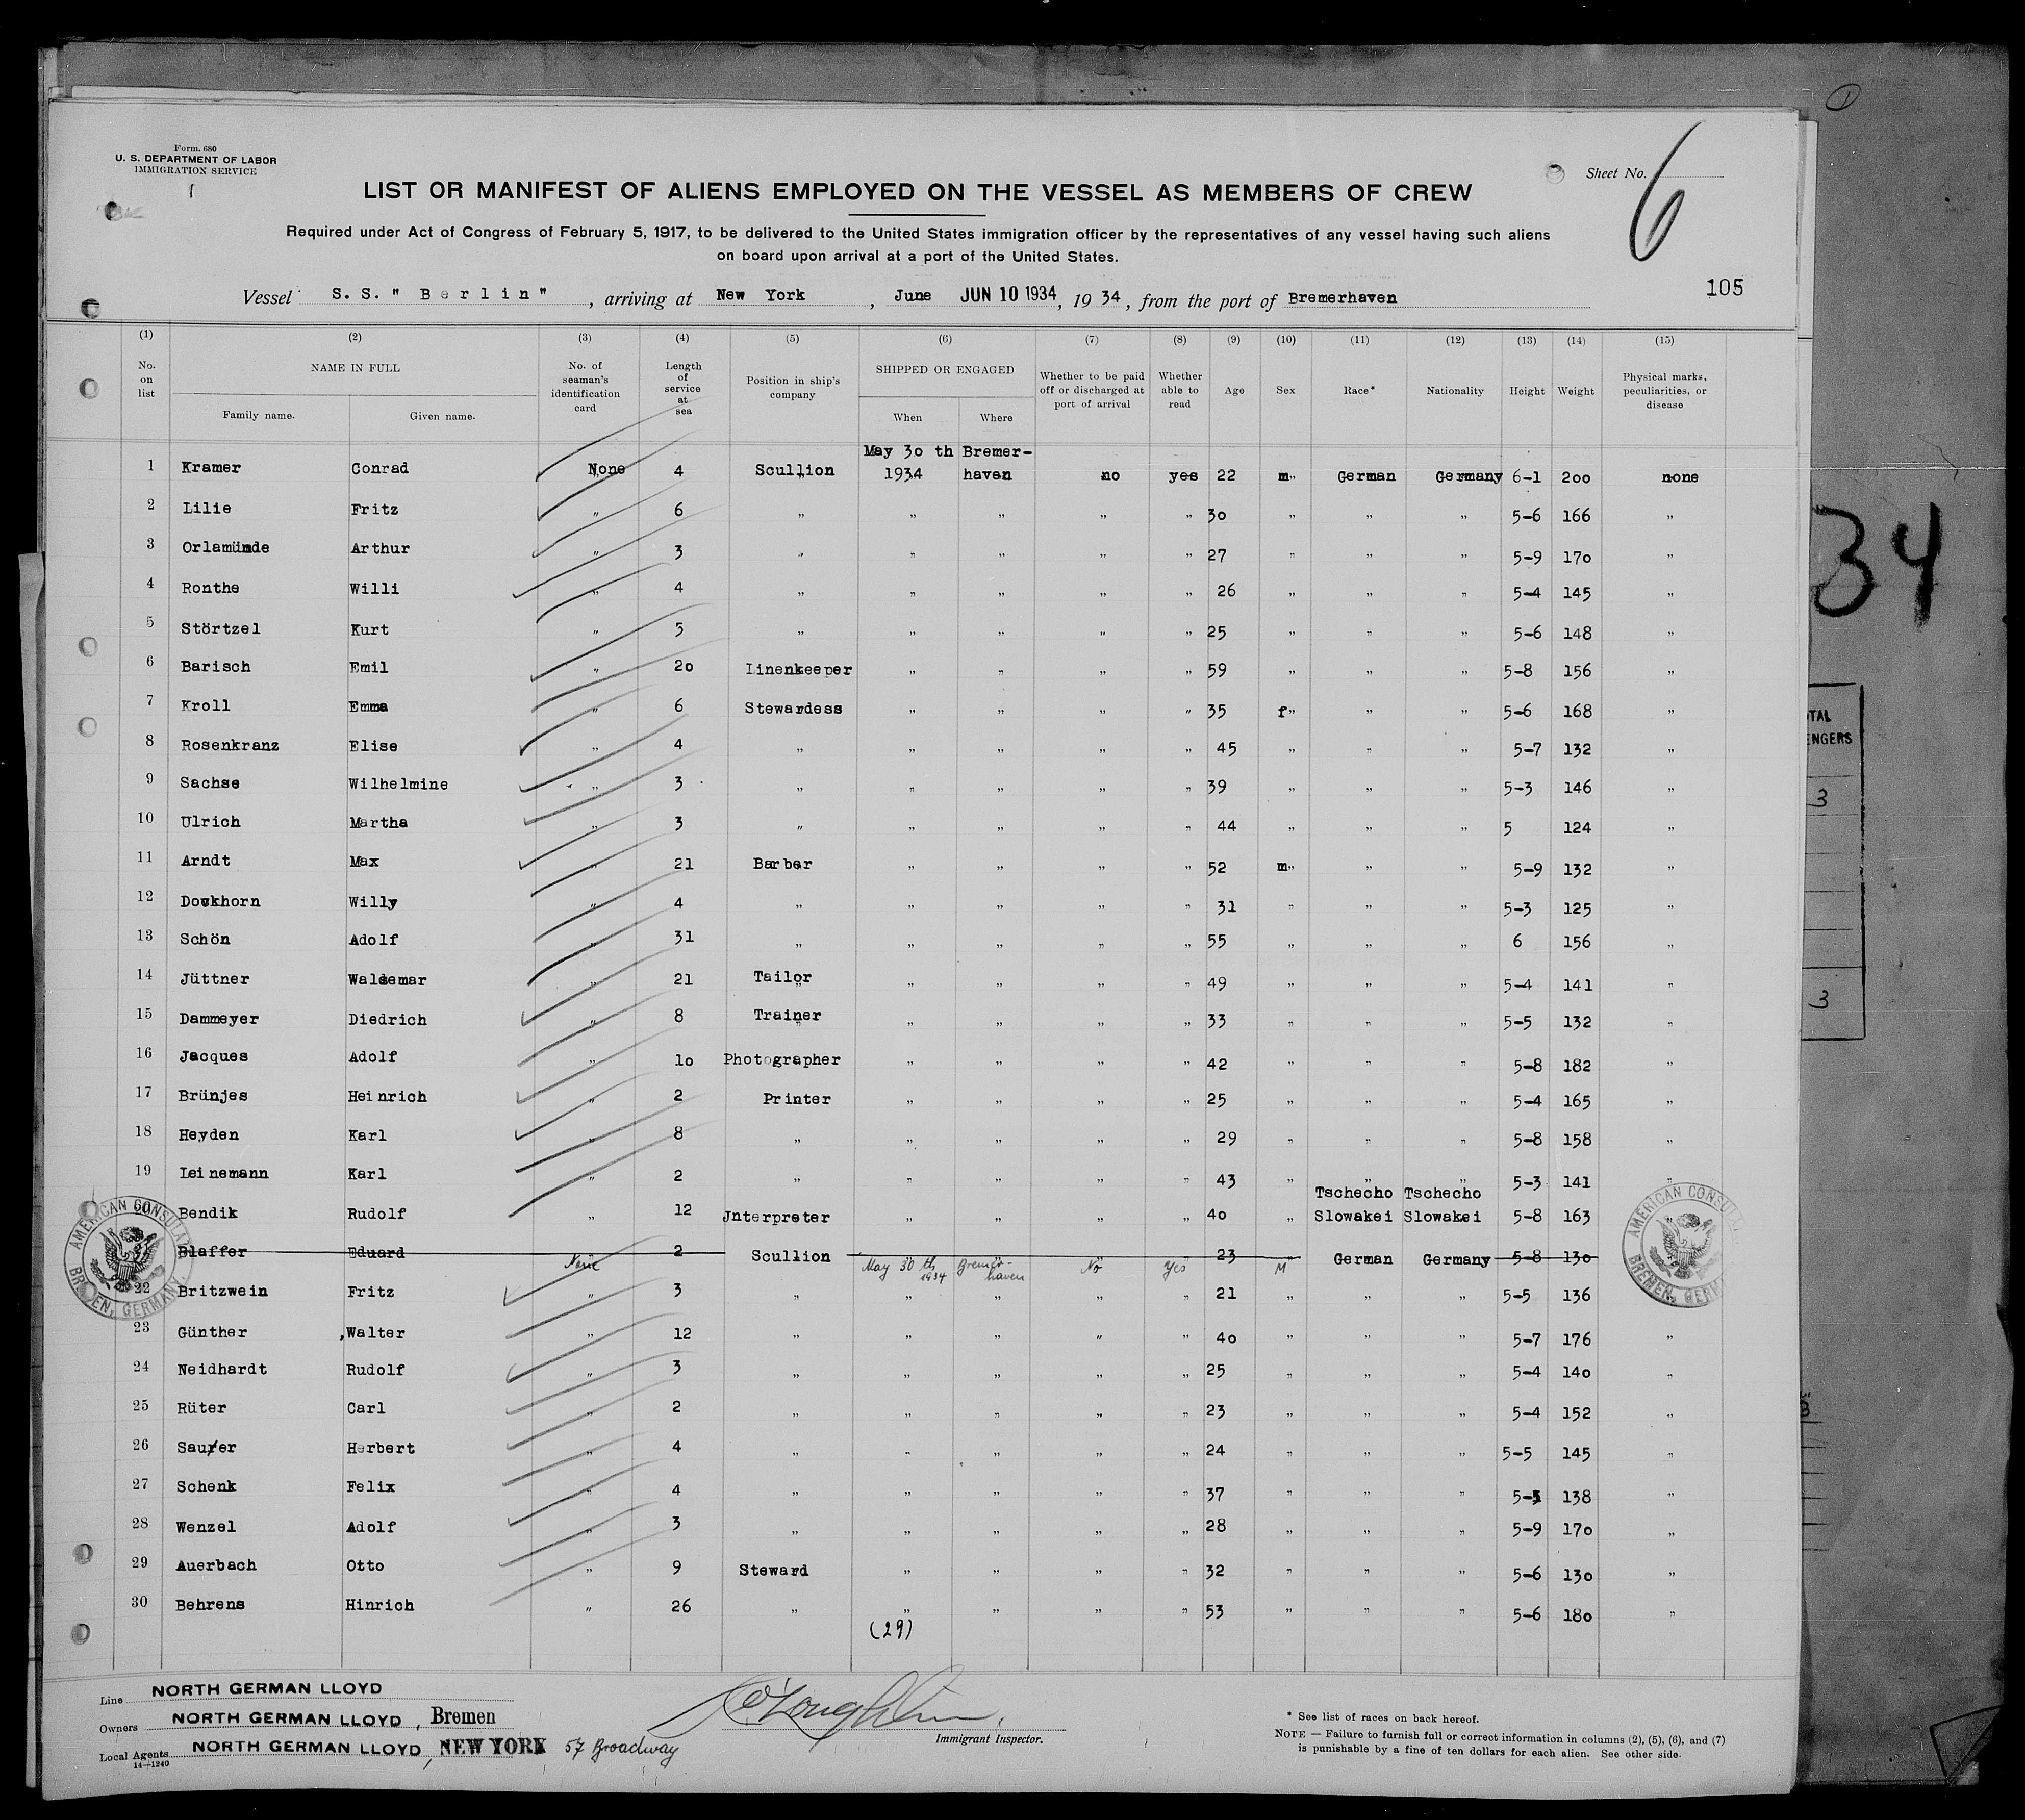 Form. 680
U. S. DEPARTMENT OF LABOR
IMMIGRATION SERVICE
Sheet No. 6
LIST OR MANIFEST OF ALIENS EMPLOYED ON THE VESSEL AS MEMBERS OF CREW
Required under Act of Congress of February 5, 1917, to be delivered to the United States immigration officer by the representatives of any vessel having such aliens
on board upon arrival at a port of the United States.
105
Vessel S. S. " B e r l i n " , arriving at New York , June JUN 10 1934 , 19 34 , from the port of Bremerhaven
(1) (2) (3) (4) (5) (6) (7) (8) (9) (10) (11) (12) (13) (14) (15)
No. on list NAME IN FULL Family name. Given name. No. of seaman's identification card Length of service at sea Position in ship's company SHIPPED OR ENGAGED When Where Whether to be paid off or discharged at port of arrival Whether able to read Age Sex Race* Nationality Height Weight Physical marks, peculiarities, or disease
May 30 th Bremer-
1 Kramer Conrad None 4 Scullion 1934 haven no yes 22 m" German Germany 6-1 200 none
2 Lilie Fritz " 6 " " " " " 30 " " " 5-6 166 "
3 Orlamünde Arthur " 3 " " " " " 27 " " " 5-9 170 "
4 Ronthe Willi " 4 " " " " " 26 " " " 5-4 145 "
5 Störtzel Kurt " 5 " " " " " 25 " " " 5-6 148 "
6 Barisch Emil " 20 Linenkeeper " " " " 59 " " " 5-8 156 "
7 Kroll Emma " 6 Stewardess " " " " 35 f" " " 5-6 168 "
8 Rosenkranz Elise " 4 " " " " " 45 " " " 5-7 132 "
9 Sachse Wilhelmine " 3 " " " " " 39 " " " 5-3 146 "
10 Ulrich Martha " 3 " " " " " 44 " " " 5 124 "
11 Arndt Max " 21 Barber " " " " 52 m" " " 5-9 132 "
12 Dockhorn Willy " 4 " " " " " 31 " " " 5-3 125 "
13 Schön Adolf " 31 " " " " " 55 " " " 6 156 "
14 Jüttner Waldemar " 21 Tailor " " " " 49 " " " 5-4 141 "
15 Dammeyer Diedrich " 8 Trainer " " " " 33 " " " 5-5 132 "
16 Jacques Adolf " 10 Photographer " " " " 42 " " " 5-8 182 "
17 Brünjes Heinrich " 2 Printer " " " " 25 " " " 5-4 165 "
18 Heyden Karl " 8 " " " " " 29 " " " 5-8 158 "
19 Leinemann Karl " 2 " " " " " 43 " " " 5-3 141 "
Tschecho Tschecho
20 Bendik Rudolf " 12 Jnterpreter " " " " 40 " Slowakei Slowakei 5-8 163 "
Blaffer Eduard 2 Scullion " " " " 23 " German Germany 5-8 130
None May 30 th 1934 Bremer-haven No Yes M
22 Britzwein Fritz " 3 " " " " " 21 " " " 5-5 136 "
23 Günther Walter " 12 " " " " " 40 " " " 5-7 176 "
24 Neidhardt Rudolf " 3 " " " " " 25 " " " 5-4 140 "
25 Rüter Carl " 2 " " " " " 23 " " " 5-4 152 "
26 Sauer Herbert " 4 " " " " " 24 " " " 5-5 145 "
27 Schenk Felix " 4 " " " " " 37 " " " 5-3 138 "
28 Wenzel Adolf " 3 " " " " " 28 " " " 5-9 170 "
29 Auerbach Otto " 9 Steward " " " " 32 " " " 5-6 130 "
30 Behrens Hinrich " 26 " " " " " 53 " " " 5-6 180 "
(29)
AMERICAN CONSULATE BREMEN, GERMANY
AMERICAN CONSUL BREMEN, GERM
Line NORTH GERMAN LLOYD
Owners NORTH GERMAN LLOYD , Bremen
Local Agents NORTH GERMAN LLOYD , NEW YORK 57 Broadway
14—1240
Immigrant Inspector.
* See list of races on back hereof.
NOTE — Failure to furnish full or correct information in columns (2), (5), (6), and (7)
is punishable by a fine of ten dollars for each alien. See other side.
34
TAL
ENGERS
3
3